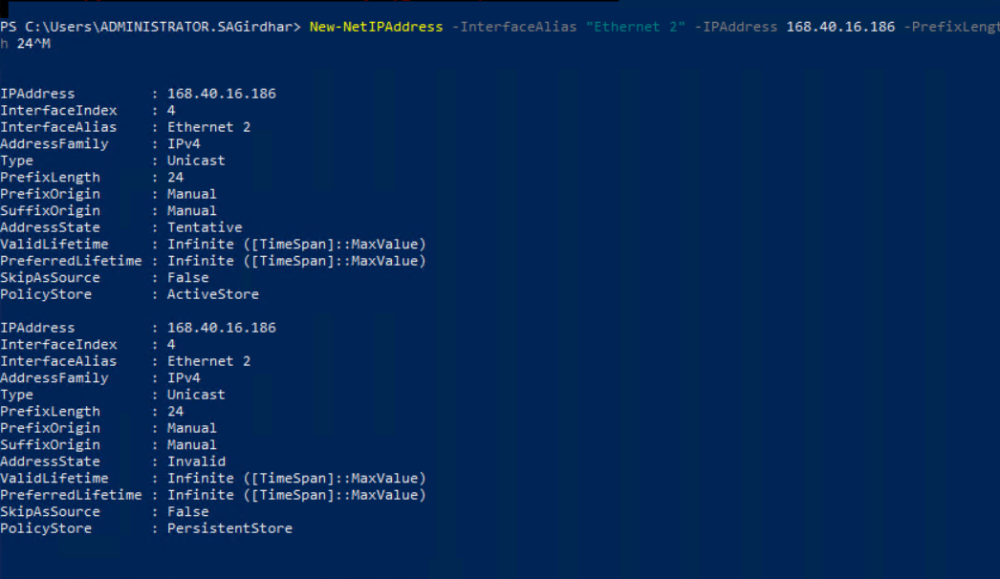 PS C:\Users\ADMINISTRATOR.SAGirdhar> New-NetIPAddress -InterfaceAlias "Ethernet 2" -IPAddress 168.40.16.186 -PrefixLengt
h 24^M
IPAddress         : 168.40.16.186
InterfaceIndex    : 4
InterfaceAlias    : Ethernet 2
AddressFamily     : IPv4
Type              : Unicast
PrefixLength      : 24
PrefixOrigin      : Manual
SuffixOrigin      : Manual
AddressState      : Tentative
ValidLifetime     : Infinite ([TimeSpan]::MaxValue)
PreferredLifetime : Infinite ([TimeSpan]::MaxValue)
SkipAsSource      : False
PolicyStore       : ActiveStore
IPAddress         : 168.40.16.186
InterfaceIndex    : 4
InterfaceAlias    : Ethernet 2
AddressFamily     : IPv4
Type              : Unicast
PrefixLength      : 24
PrefixOrigin      : Manual
SuffixOrigin      : Manual
AddressState      : Invalid
ValidLifetime     : Infinite ([TimeSpan]::MaxValue)
PreferredLifetime : Infinite ([TimeSpan]::MaxValue)
SkipAsSource      : False
PolicyStore       : PersistentStore